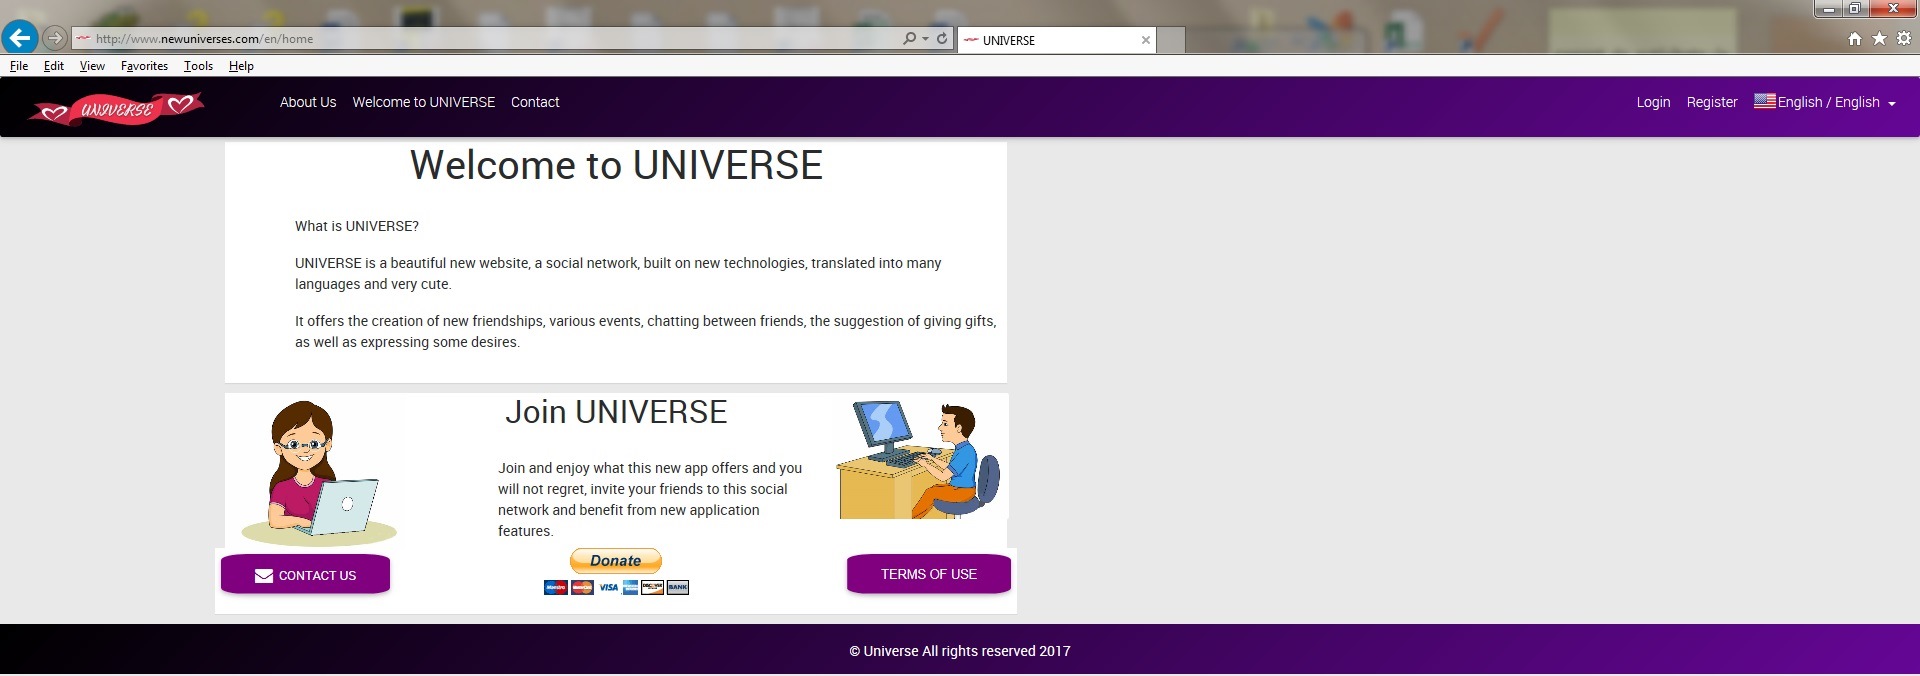 http://www.newuniverses.com/en/home
UNIVERSE
File Edit View Favorites Tools Help
UNIVERSE
About Us Welcome to UNIVERSE Contact
Login Register English / English
Welcome to UNIVERSE
What is UNIVERSE?
UNIVERSE is a beautiful new website, a social network, built on new technologies, translated into many
languages and very cute.
It offers the creation of new friendships, various events, chatting between friends, the suggestion of giving gifts,
as well as expressing some desires.
Join UNIVERSE
Join and enjoy what this new app offers and you
will not regret, invite your friends to this social
network and benefit from new application
features.
Donate
Maestro MasterCard VISA DISCOVER BANK
CONTACT US
TERMS OF USE
© Universe All rights reserved 2017